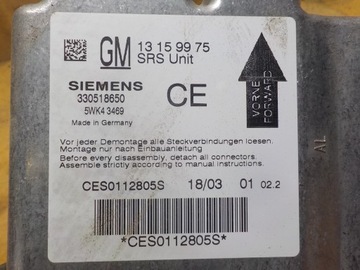 GM 13 15 99 75
SRS Unit
SIEMENS
330518650
5WK4 3469
Made in Germany
CE
VORNE
FORWARD
AL
Vor jeder Demontage alle Steckverbindungen loesen.
Montage nur nach Einbauanleitung
Before every disassembly, detach all connectors.
Assemble strictly according to manual instructions.
CES0112805S 18/03 01 02.2
*CES0112805S*